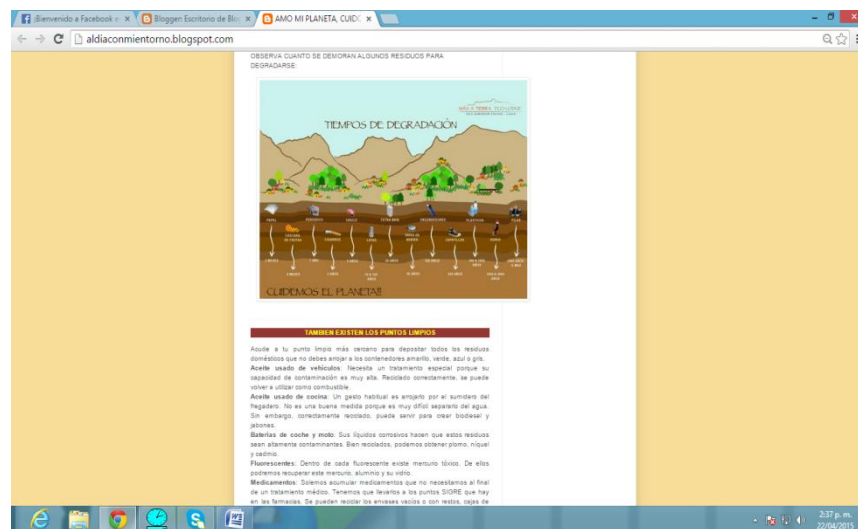 ¡Bienvenido a Facebook
Blogger: Escritorio de Blo
AMO MI PLANETA, CUIDO
aldiaconmientorno.blogspot.com
OBSERVA CUANTO SE DEMORAN ALGUNOS RESIDUOS PARA
DEGRADARSE:
TIEMPOS DE DEGRADACIÓN
PAPEL
CHICLE
PLASTICOS
PILAS
CUIDEMOS EL PLANETA!!
TAMBIEN EXISTEN LOS PUNTOS LIMPIOS
Acude a tu punto limpio más cercano para depositar todos los residuos
domésticos que no debes arrojar a los contenedores amarillo, verde, azul o gris.
Aceite usado de vehículos: Necesita un tratamiento especial porque su
capacidad de contaminación es muy alta. Reciclado correctamente, se puede
volver a utilizar como combustible.
Aceite usado de cocina: Un gesto habitual es arrojarlo por el sumidero del
fregadero. No es una buena medida porque es muy difícil separarlo del agua.
Sin embargo, correctamente reciclado, puede servir para crear biodiesel y
jabones.
Baterías de coche y moto: Sus líquidos corrosivos hacen que estos residuos
sean altamente contaminantes. Bien reciclados, podemos obtener plomo, níquel
y cadmio.
Fluorescentes: Dentro de cada fluorescente existe mercurio tóxico. De ellos
podremos recuperar este mercurio, aluminio y su vidrio.
Medicamentos: Solemos acumular medicamentos que no necesitamos al final
de un tratamiento médico. Tenemos que llevarlos a los puntos SIGRE que hay
en las farmacias. Se pueden reciclar los envases vacíos o con restos, cajas de
2:37 p. m.
22/04/2015